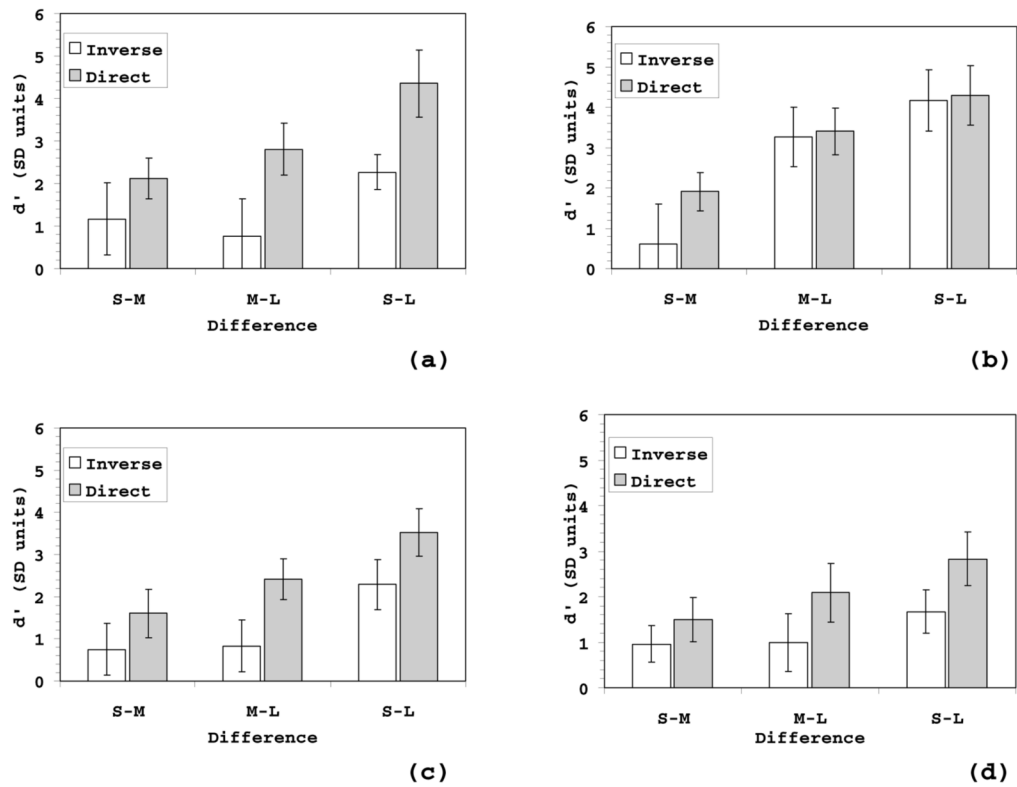 6
5
4
3
2
1
0
d' (SD units)
Inverse
Direct
S-M M-L S-L
Difference
(a)
6
5
4
3
2
1
0
d' (SD units)
Inverse
Direct
S-M M-L S-L
Difference
(b)
6
5
4
3
2
1
0
d' (SD units)
Inverse
Direct
S-M M-L S-L
Difference
(c)
6
5
4
3
2
1
0
d' (SD units)
Inverse
Direct
S-M M-L S-L
Difference
(d)